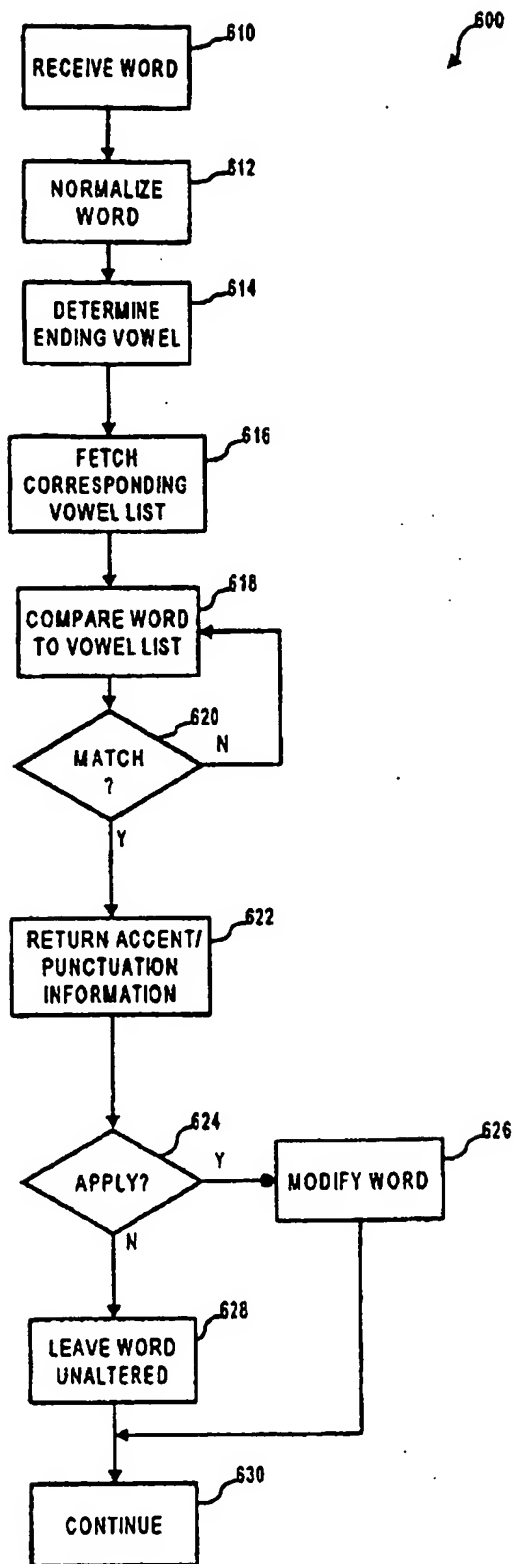 610
600
RECEIVE WORD
612
NORMALIZE
WORD
614
DETERMINE
ENDING VOWEL
616
FETCH
CORRESPONDING
VOWEL LIST
618
COMPARE WORD
TO VOWEL LIST
620
N
MATCH
?
Y
622
RETURN ACCENT/
PUNCTUATION
INFORMATION
624
626
APPLY?
Y
MODIFY WORD
N
628
LEAVE WORD
UNALTERED
630
CONTINUE